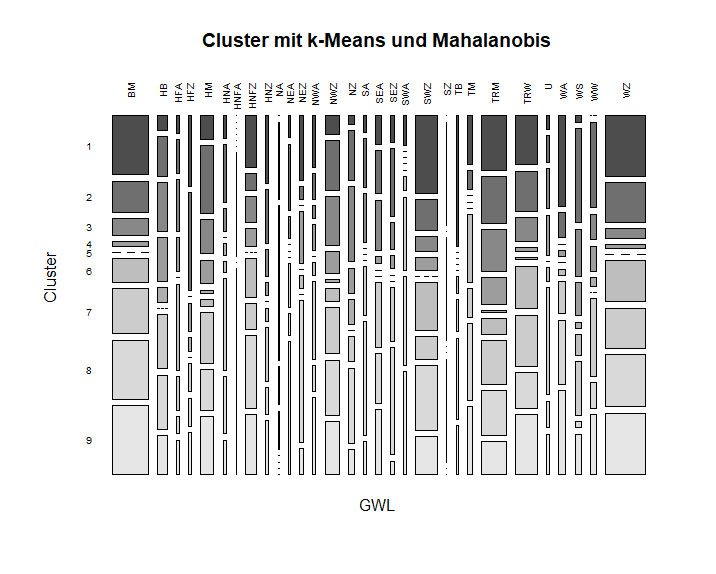 Cluster mit k-Means und Mahalanobis
BM HB HFA HFZ HM HNA HNFA HNFZ HNZ NA NEA NEZ NWA NWZ NZ SA SEA SEZ SWA SWZ SZ TB TM TRM TRW U WA WS WW WZ
1
2
3
4
5
6
7
8
9
Cluster
GWL